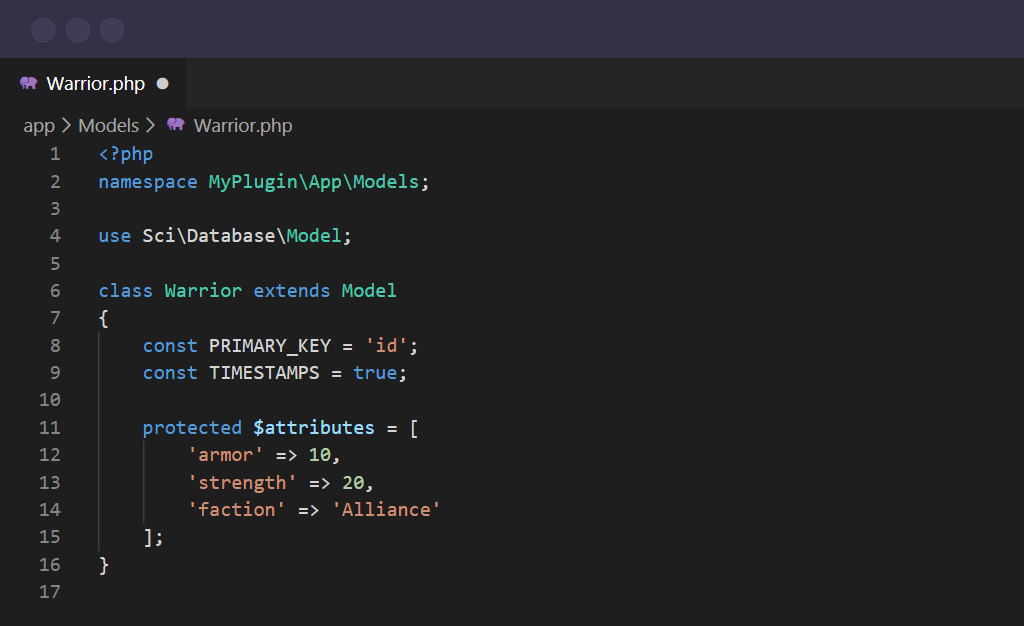 Warrior.php
app > Models > Warrior.php
1 <?php
2 namespace MyPlugin\App\Models;
3
4 use Sci\Database\Model;
5
6 class Warrior extends Model
7 {
8     const PRIMARY_KEY = 'id';
9     const TIMESTAMPS = true;
10
11     protected $attributes = [
12         'armor' => 10,
13         'strength' => 20,
14         'faction' => 'Alliance'
15     ];
16 }
17